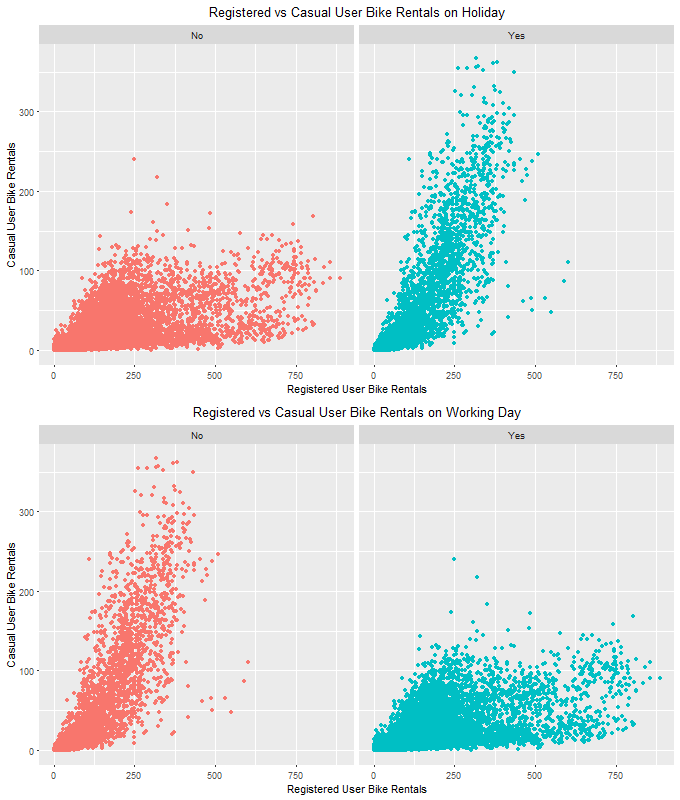 Registered vs Casual User Bike Rentals on Holiday
No Yes
300
200
100
0
Casual User Bike Rentals
0 250 500 750 0 250 500 750
Registered User Bike Rentals
Registered vs Casual User Bike Rentals on Working Day
No Yes
300
200
100
0
Casual User Bike Rentals
0 250 500 750 0 250 500 750
Registered User Bike Rentals